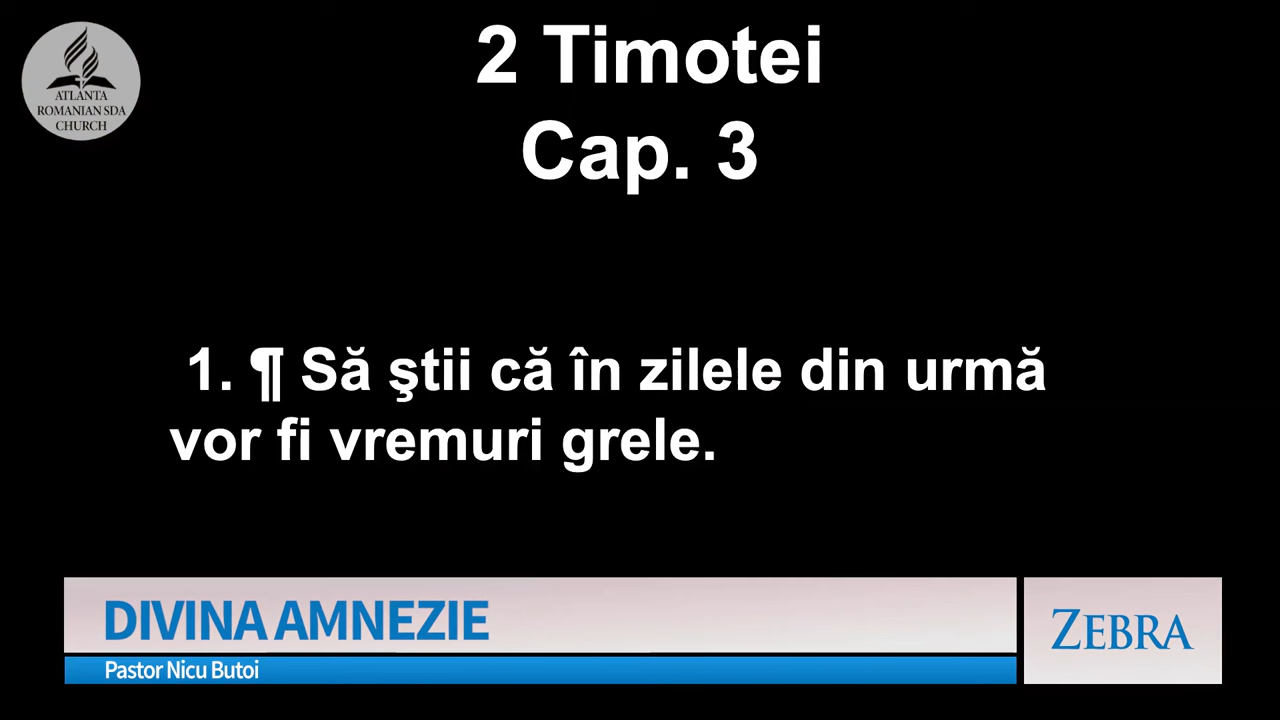 ATLANTA
ROMANIAN SDA
CHURCH
2 Timotei
Cap. 3
1. ¶ Să ştii că în zilele din urmă
vor fi vremuri grele.
DIVINA AMNEZIE
Pastor Nicu Butoi
ZEBRA